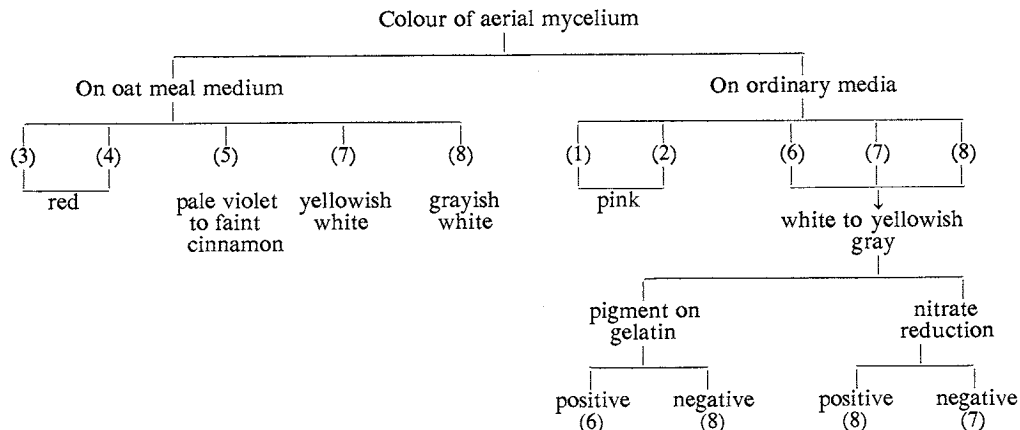 Colour of aerial mycelium
On oat meal medium
On ordinary media
(3) (4) (5) (7) (8) (1) (2) (6) (7) (8)
red
pale violet
to faint
cinnamon
yellowish
white
grayish
white
pink
white to yellowish
gray
pigment on
gelatin
nitrate
reduction
positive
(6)
negative
(8)
positive
(8)
negative
(7)